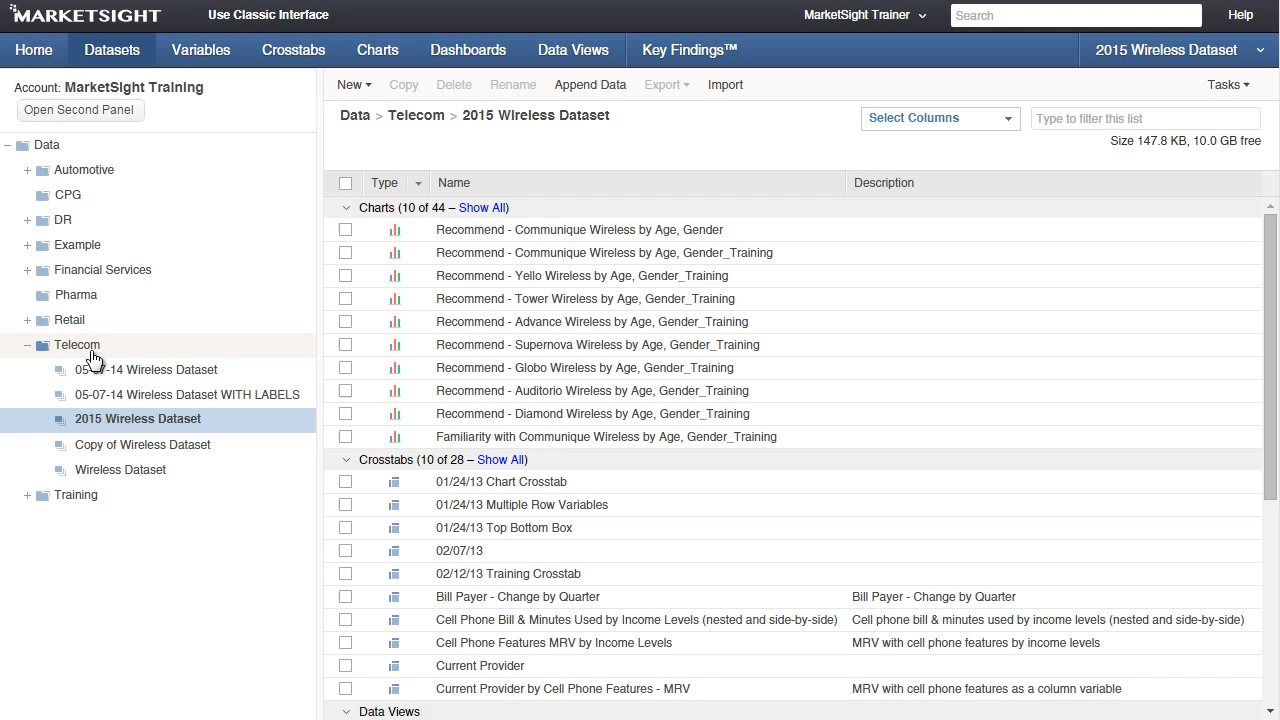 MARKETSIGHT Use Classic Interface MarketSight Trainer Search Help
Home Datasets Variables Crosstabs Charts Dashboards Data Views Key Findings™ 2015 Wireless Dataset
Account: MarketSight Training
Open Second Panel
Data
Automotive
CPG
DR
Example
Financial Services
Pharma
Retail
Telecom
05-07-14 Wireless Dataset
05-07-14 Wireless Dataset WITH LABELS
2015 Wireless Dataset
Copy of Wireless Dataset
Wireless Dataset
Training
New Copy Delete Rename Append Data Export Import Tasks
Data > Telecom > 2015 Wireless Dataset
Select Columns Type to filter this list
Size 147.8 KB, 10.0 GB free
Type Name Description
Charts (10 of 44 – Show All)
Recommend - Communique Wireless by Age, Gender
Recommend - Communique Wireless by Age, Gender_Training
Recommend - Yello Wireless by Age, Gender_Training
Recommend - Tower Wireless by Age, Gender_Training
Recommend - Advance Wireless by Age, Gender_Training
Recommend - Supernova Wireless by Age, Gender_Training
Recommend - Globo Wireless by Age, Gender_Training
Recommend - Auditorio Wireless by Age, Gender_Training
Recommend - Diamond Wireless by Age, Gender_Training
Familiarity with Communique Wireless by Age, Gender_Training
Crosstabs (10 of 28 – Show All)
01/24/13 Chart Crosstab
01/24/13 Multiple Row Variables
01/24/13 Top Bottom Box
02/07/13
02/12/13 Training Crosstab
Bill Payer - Change by Quarter Bill Payer - Change by Quarter
Cell Phone Bill & Minutes Used by Income Levels (nested and side-by-side) Cell phone bill & minutes used by income levels (nested and side-by-side)
Cell Phone Features MRV by Income Levels MRV with cell phone features by income levels
Current Provider
Current Provider by Cell Phone Features - MRV MRV with cell phone features as a column variable
Data Views